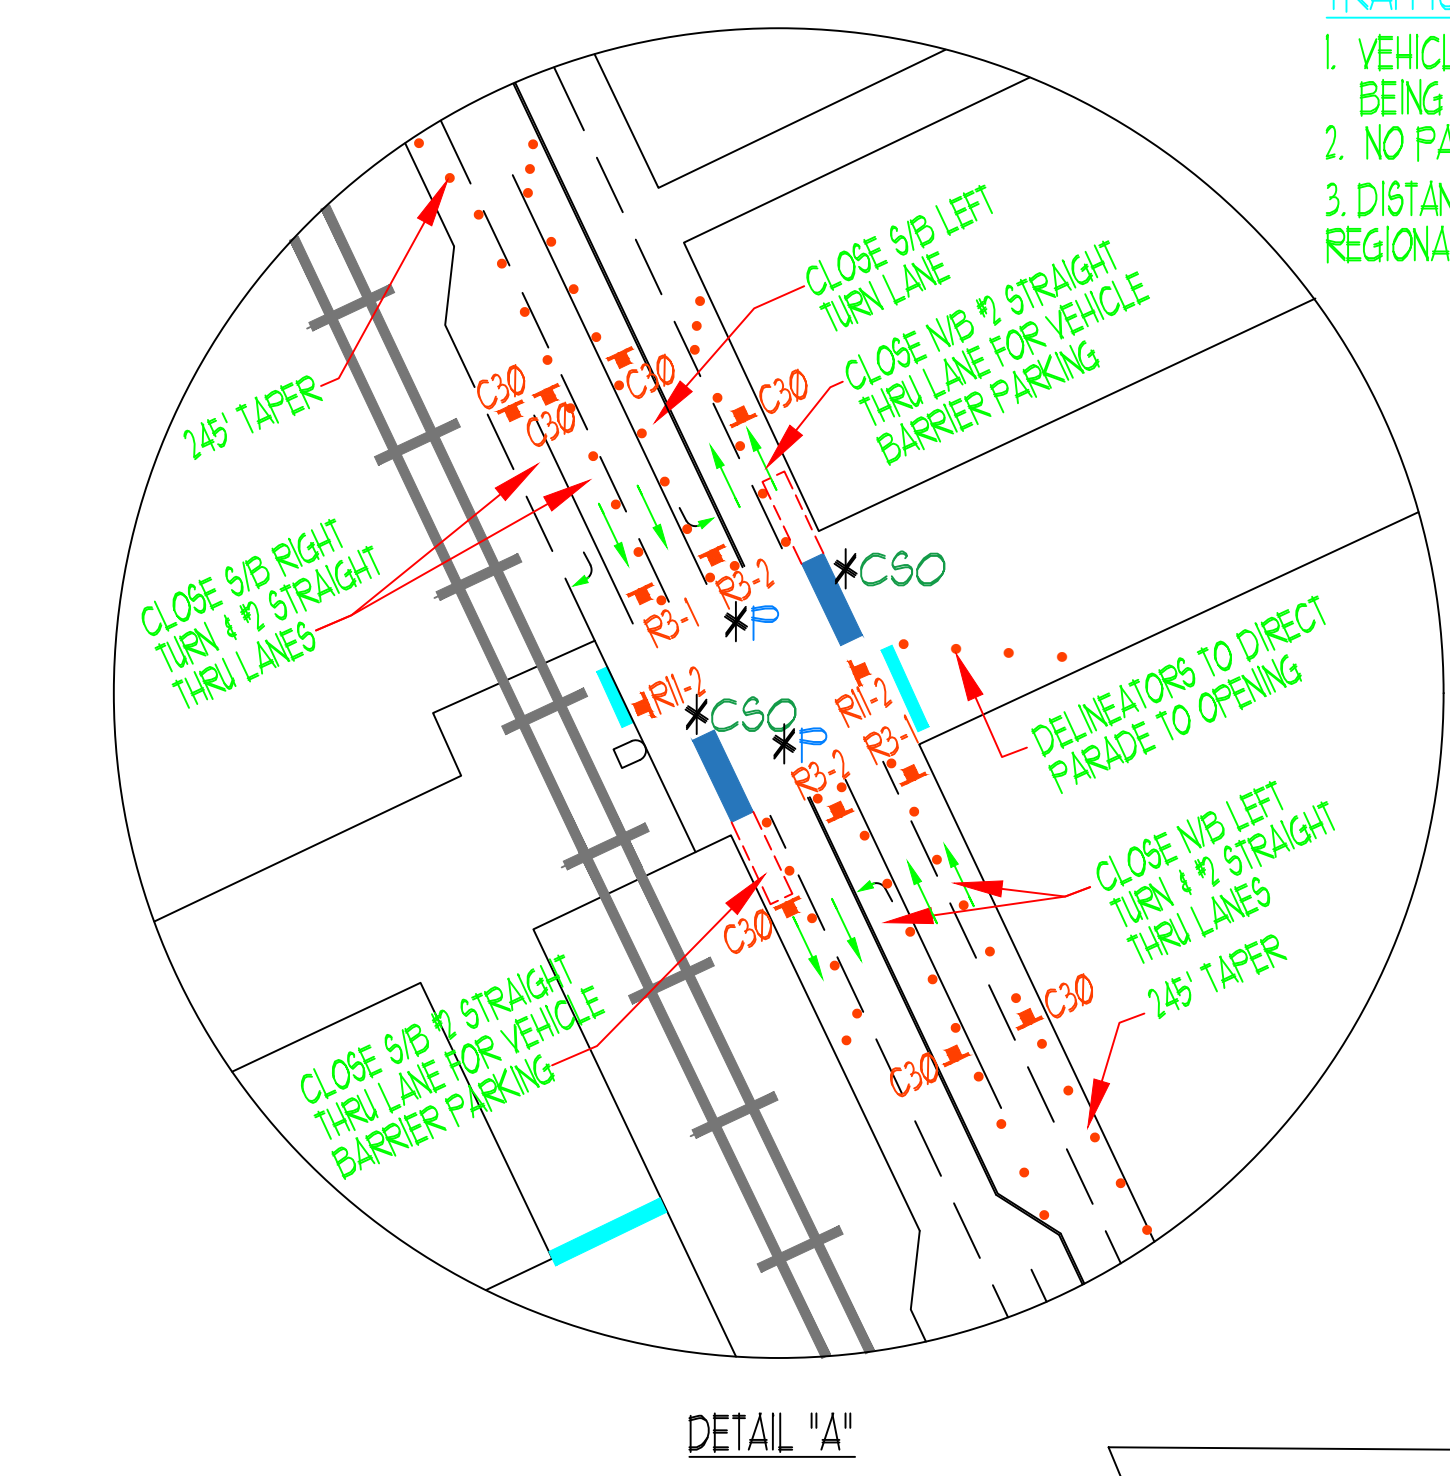 1. VEHICL
BEING
2. NO PA
3. DISTAN
REGIONA
CLOSE S/B LEFT
TURN LANE
CLOSE N/B #2 STRAIGHT
THRU LANE FOR VEHICLE
BARRIER PARKING
245' TAPER
C30
C30
C30
C30
CLOSE S/B RIGHT
TURN & #2 STRAIGHT
THRU LANES
R3-1
R3-2
*CSO
*P
R11-2
*CSO
*P
R11-2
R3-1
R3-2
DELINEATORS TO DIRECT
PARADE TO OPENING
CLOSE N/B LEFT
TURN & #2 STRAIGHT
THRU LANES
245' TAPER
C30
C30
C30
CLOSE S/B #2 STRAIGHT
THRU LANE FOR VEHICLE
BARRIER PARKING
DETAIL "A"